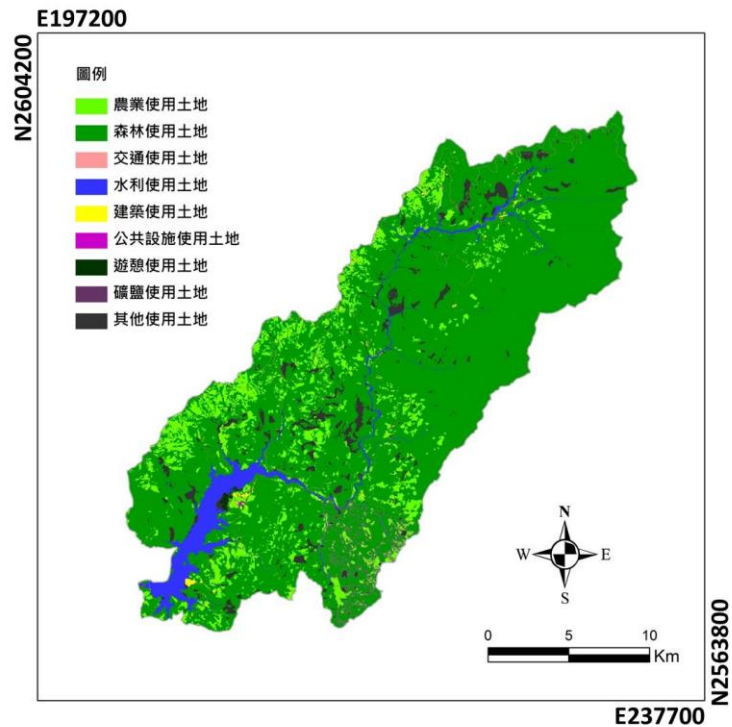 E197200
N2604200
圖例
農業使用土地
森林使用土地
交通使用土地
水利使用土地
建築使用土地
公共設施使用土地
遊憩使用土地
礦鹽使用土地
其他使用土地
N
W E
S
0 5 10
Km
N2563800
E237700